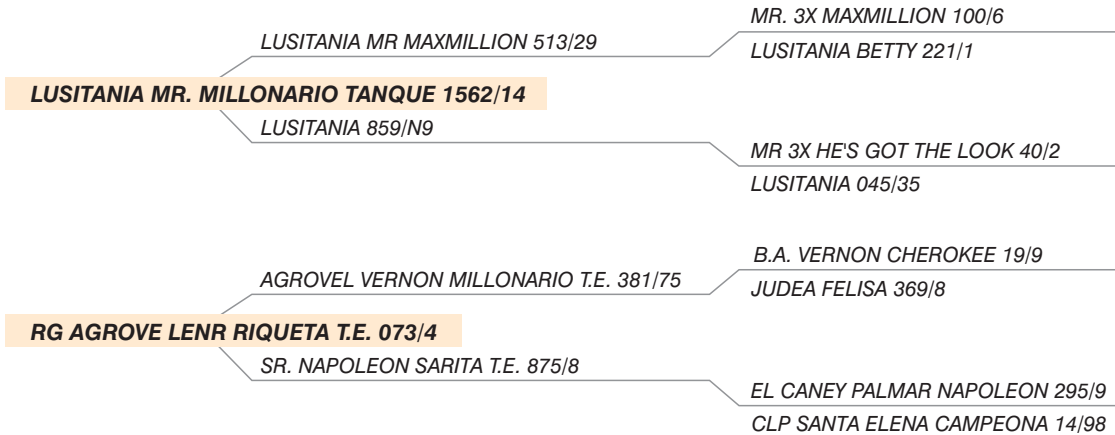 MR. 3X MAXMILLION 100/6
LUSITANIA MR MAXMILLION 513/29
LUSITANIA BETTY 221/1
LUSITANIA MR. MILLONARIO TANQUE 1562/14
LUSITANIA 859/N9
MR 3X HE'S GOT THE LOOK 40/2
LUSITANIA 045/35
B.A. VERNON CHEROKEE 19/9
AGROVEL VERNON MILLONARIO T.E. 381/75
JUDEA FELISA 369/8
RG AGROVE LENR RIQUETA T.E. 073/4
SR. NAPOLEON SARITA T.E. 875/8
EL CANEY PALMAR NAPOLEON 295/9
CLP SANTA ELENA CAMPEONA 14/98